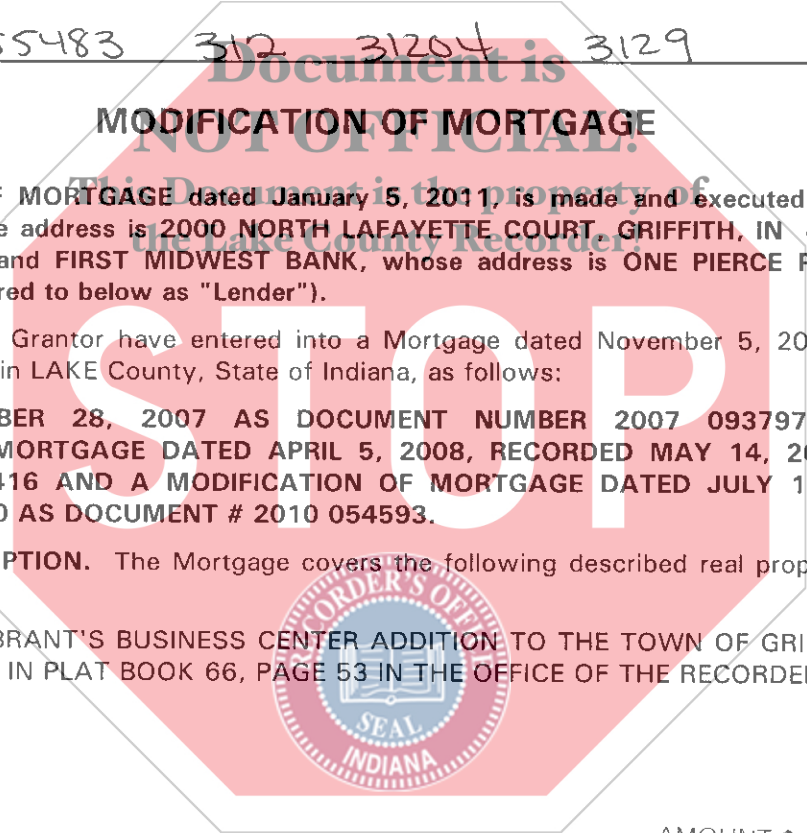 55483 312 31204 3129
Document is
MODIFICATION OF MORTGAGE
NOT OFFICIAL!
This Document is the property of
F MORTGAGE dated January 5, 2011, is made and executed
the Lake County Recorder!
e address is 2000 NORTH LAFAYETTE COURT, GRIFFITH, IN
and FIRST MIDWEST BANK, whose address is ONE PIERCE P
red to below as "Lender").
Grantor have entered into a Mortgage dated November 5, 20
in LAKE County, State of Indiana, as follows:
STOP
BER 28, 2007 AS DOCUMENT NUMBER 2007 093797
MORTGAGE DATED APRIL 5, 2008, RECORDED MAY 14, 20
416 AND A MODIFICATION OF MORTGAGE DATED JULY 1
0 AS DOCUMENT # 2010 054593.
PTION. The Mortgage covers the following described real prop
BRANT'S BUSINESS CENTER ADDITION TO THE TOWN OF GRI
IN PLAT BOOK 66, PAGE 53 IN THE OFFICE OF THE RECORDER
RECORDER'S OFFICE
SEAL
INDIANA
AMOUNT